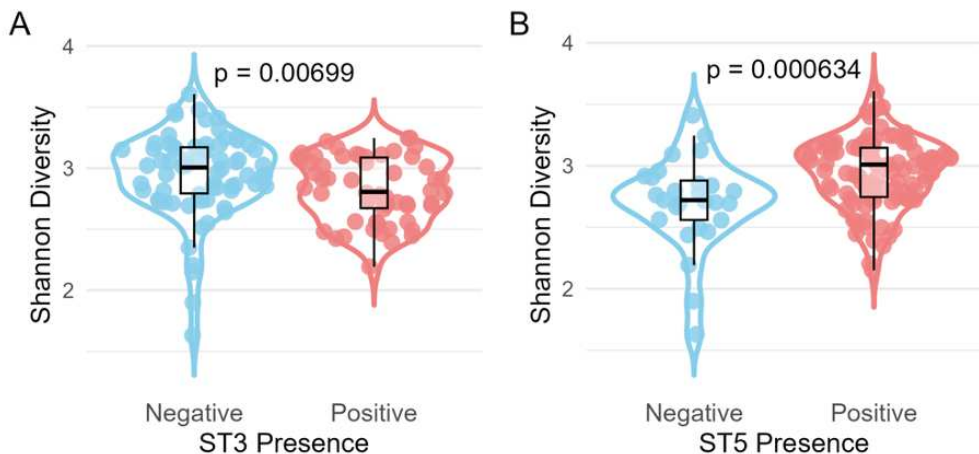 A
4
3
2
Shannon Diversity
p = 0.00699
Negative
Positive
ST3 Presence
B
4
3
2
Shannon Diversity
p = 0.000634
Negative
Positive
ST5 Presence